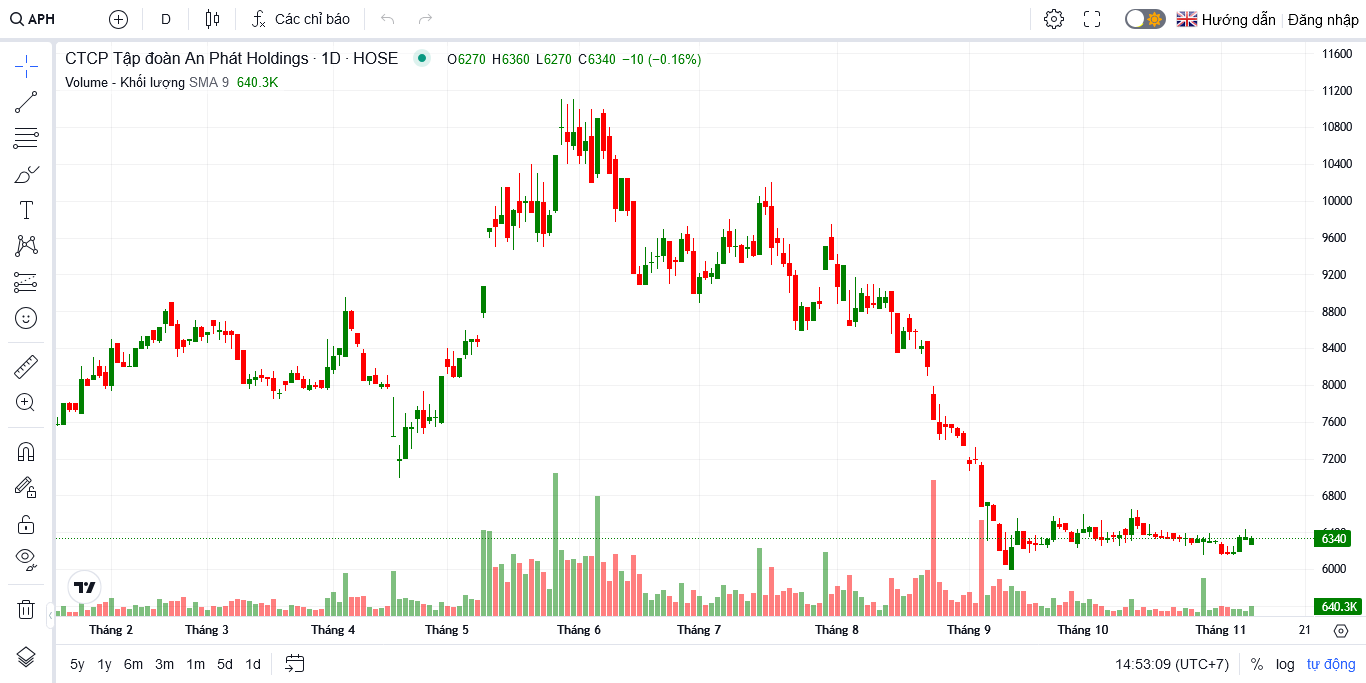 APH D Các chỉ báo Hướng dẫn Đăng nhập
CTCP Tập đoàn An Phát Holdings · 1D · HOSE O6270 H6360 L6270 C6340 −10 (−0.16%)
Volume - Khối lượng SMA 9 640.3K
11600
11200
10800
10400
10000
9600
9200
8800
8400
8000
7600
7200
6800
6340
6000
640.3K
Tháng 2 Tháng 3 Tháng 4 Tháng 5 Tháng 6 Tháng 7 Tháng 8 Tháng 9 Tháng 10 Tháng 11 21
5y 1y 6m 3m 1m 5d 1d 14:53:09 (UTC+7) % log tự động